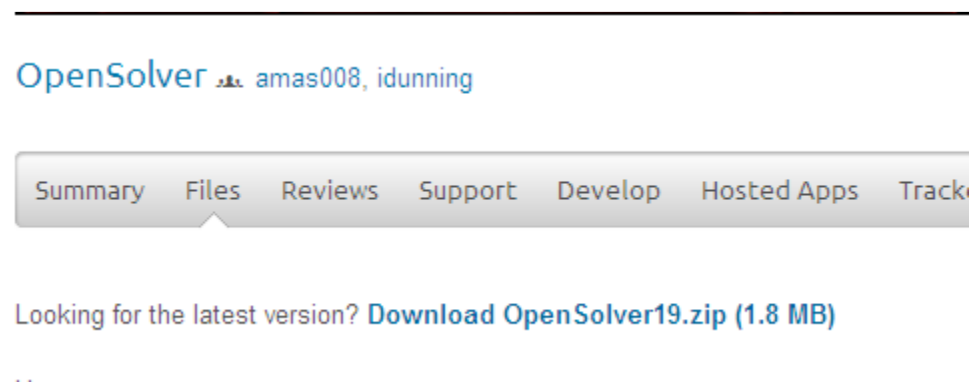 OpenSolver amas008, idunning
Summary Files Reviews Support Develop Hosted Apps Tracke
Looking for the latest version? Download OpenSolver19.zip (1.8 MB)